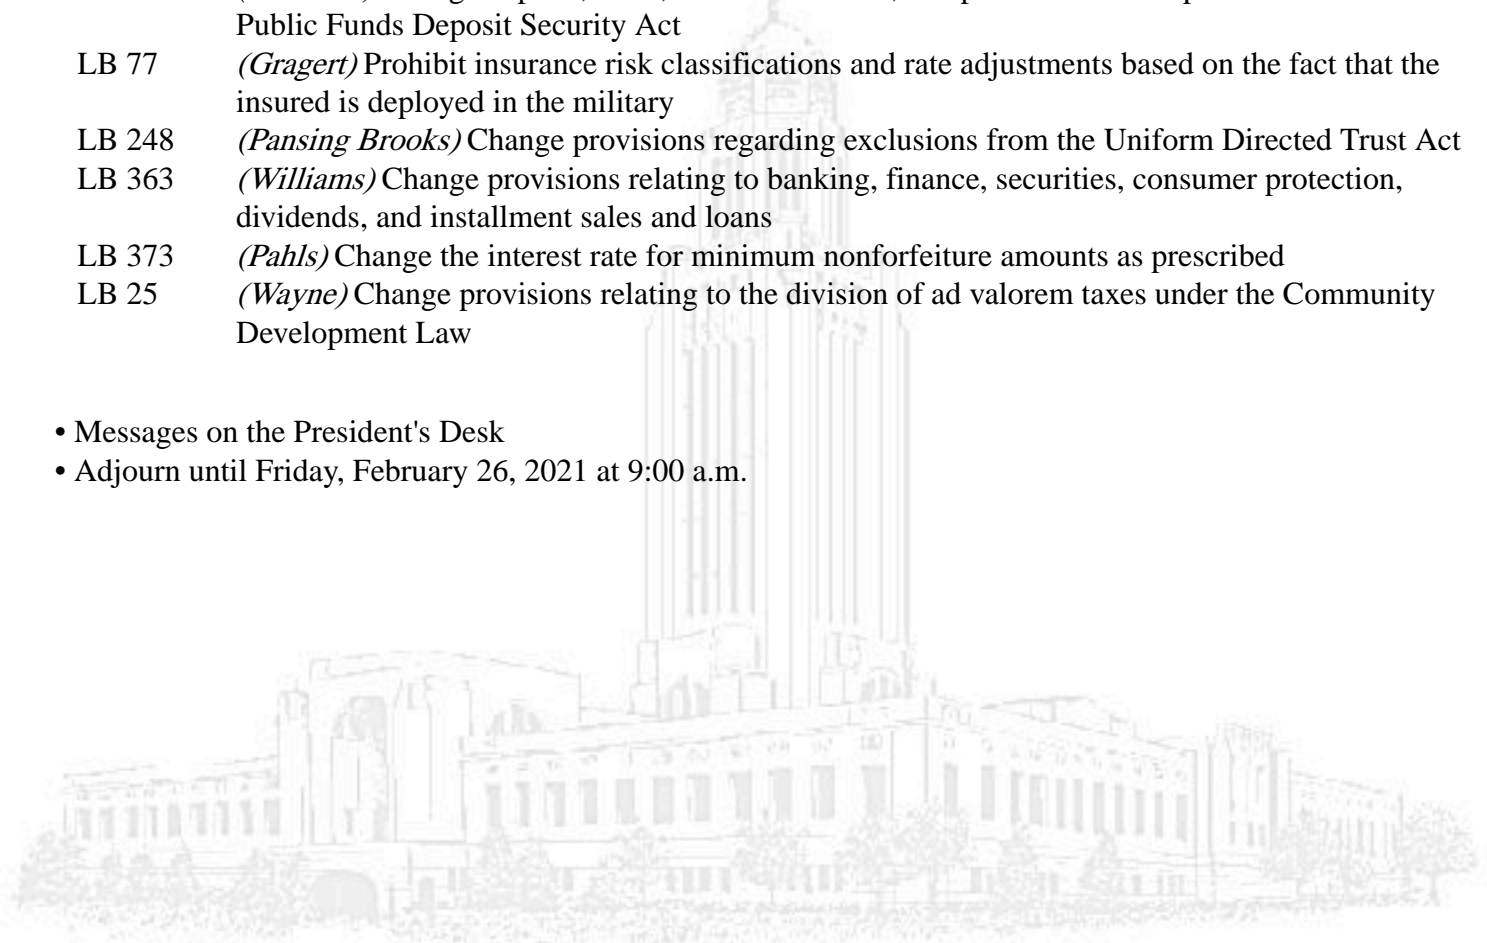 Public Funds Deposit Security Act
LB 77 (Gragert) Prohibit insurance risk classifications and rate adjustments based on the fact that the
insured is deployed in the military
LB 248 (Pansing Brooks) Change provisions regarding exclusions from the Uniform Directed Trust Act
LB 363 (Williams) Change provisions relating to banking, finance, securities, consumer protection,
dividends, and installment sales and loans
LB 373 (Pahls) Change the interest rate for minimum nonforfeiture amounts as prescribed
LB 25 (Wayne) Change provisions relating to the division of ad valorem taxes under the Community
Development Law
• Messages on the President's Desk
• Adjourn until Friday, February 26, 2021 at 9:00 a.m.